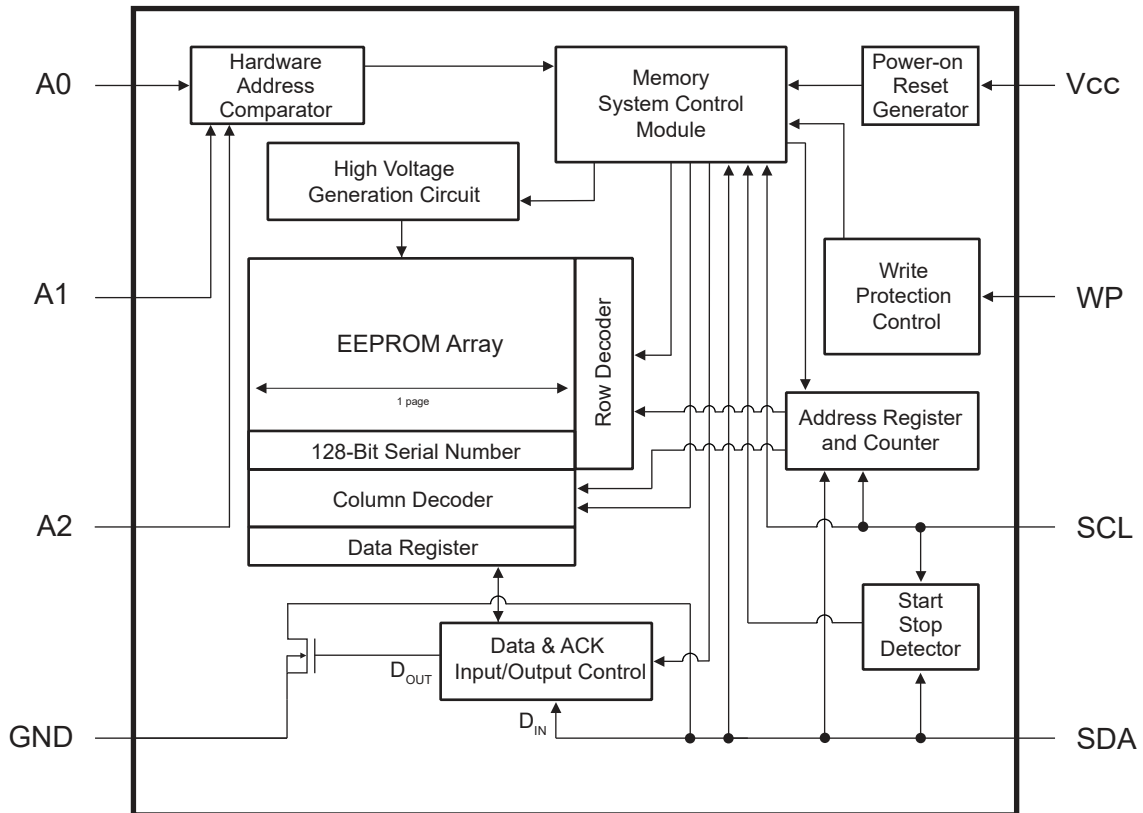 A0
Hardware
Address
Comparator
Memory
System Control
Module
Power-on
Reset
Generator
Vcc
High Voltage
Generation Circuit
A1
Write
Protection
Control
WP
EEPROM Array
1 page
Row Decoder
Address Register
and Counter
128-Bit Serial Number
Column Decoder
A2
SCL
Data Register
Start
Stop
Detector
Data & ACK
Input/Output Control
DOUT
DIN
GND
SDA